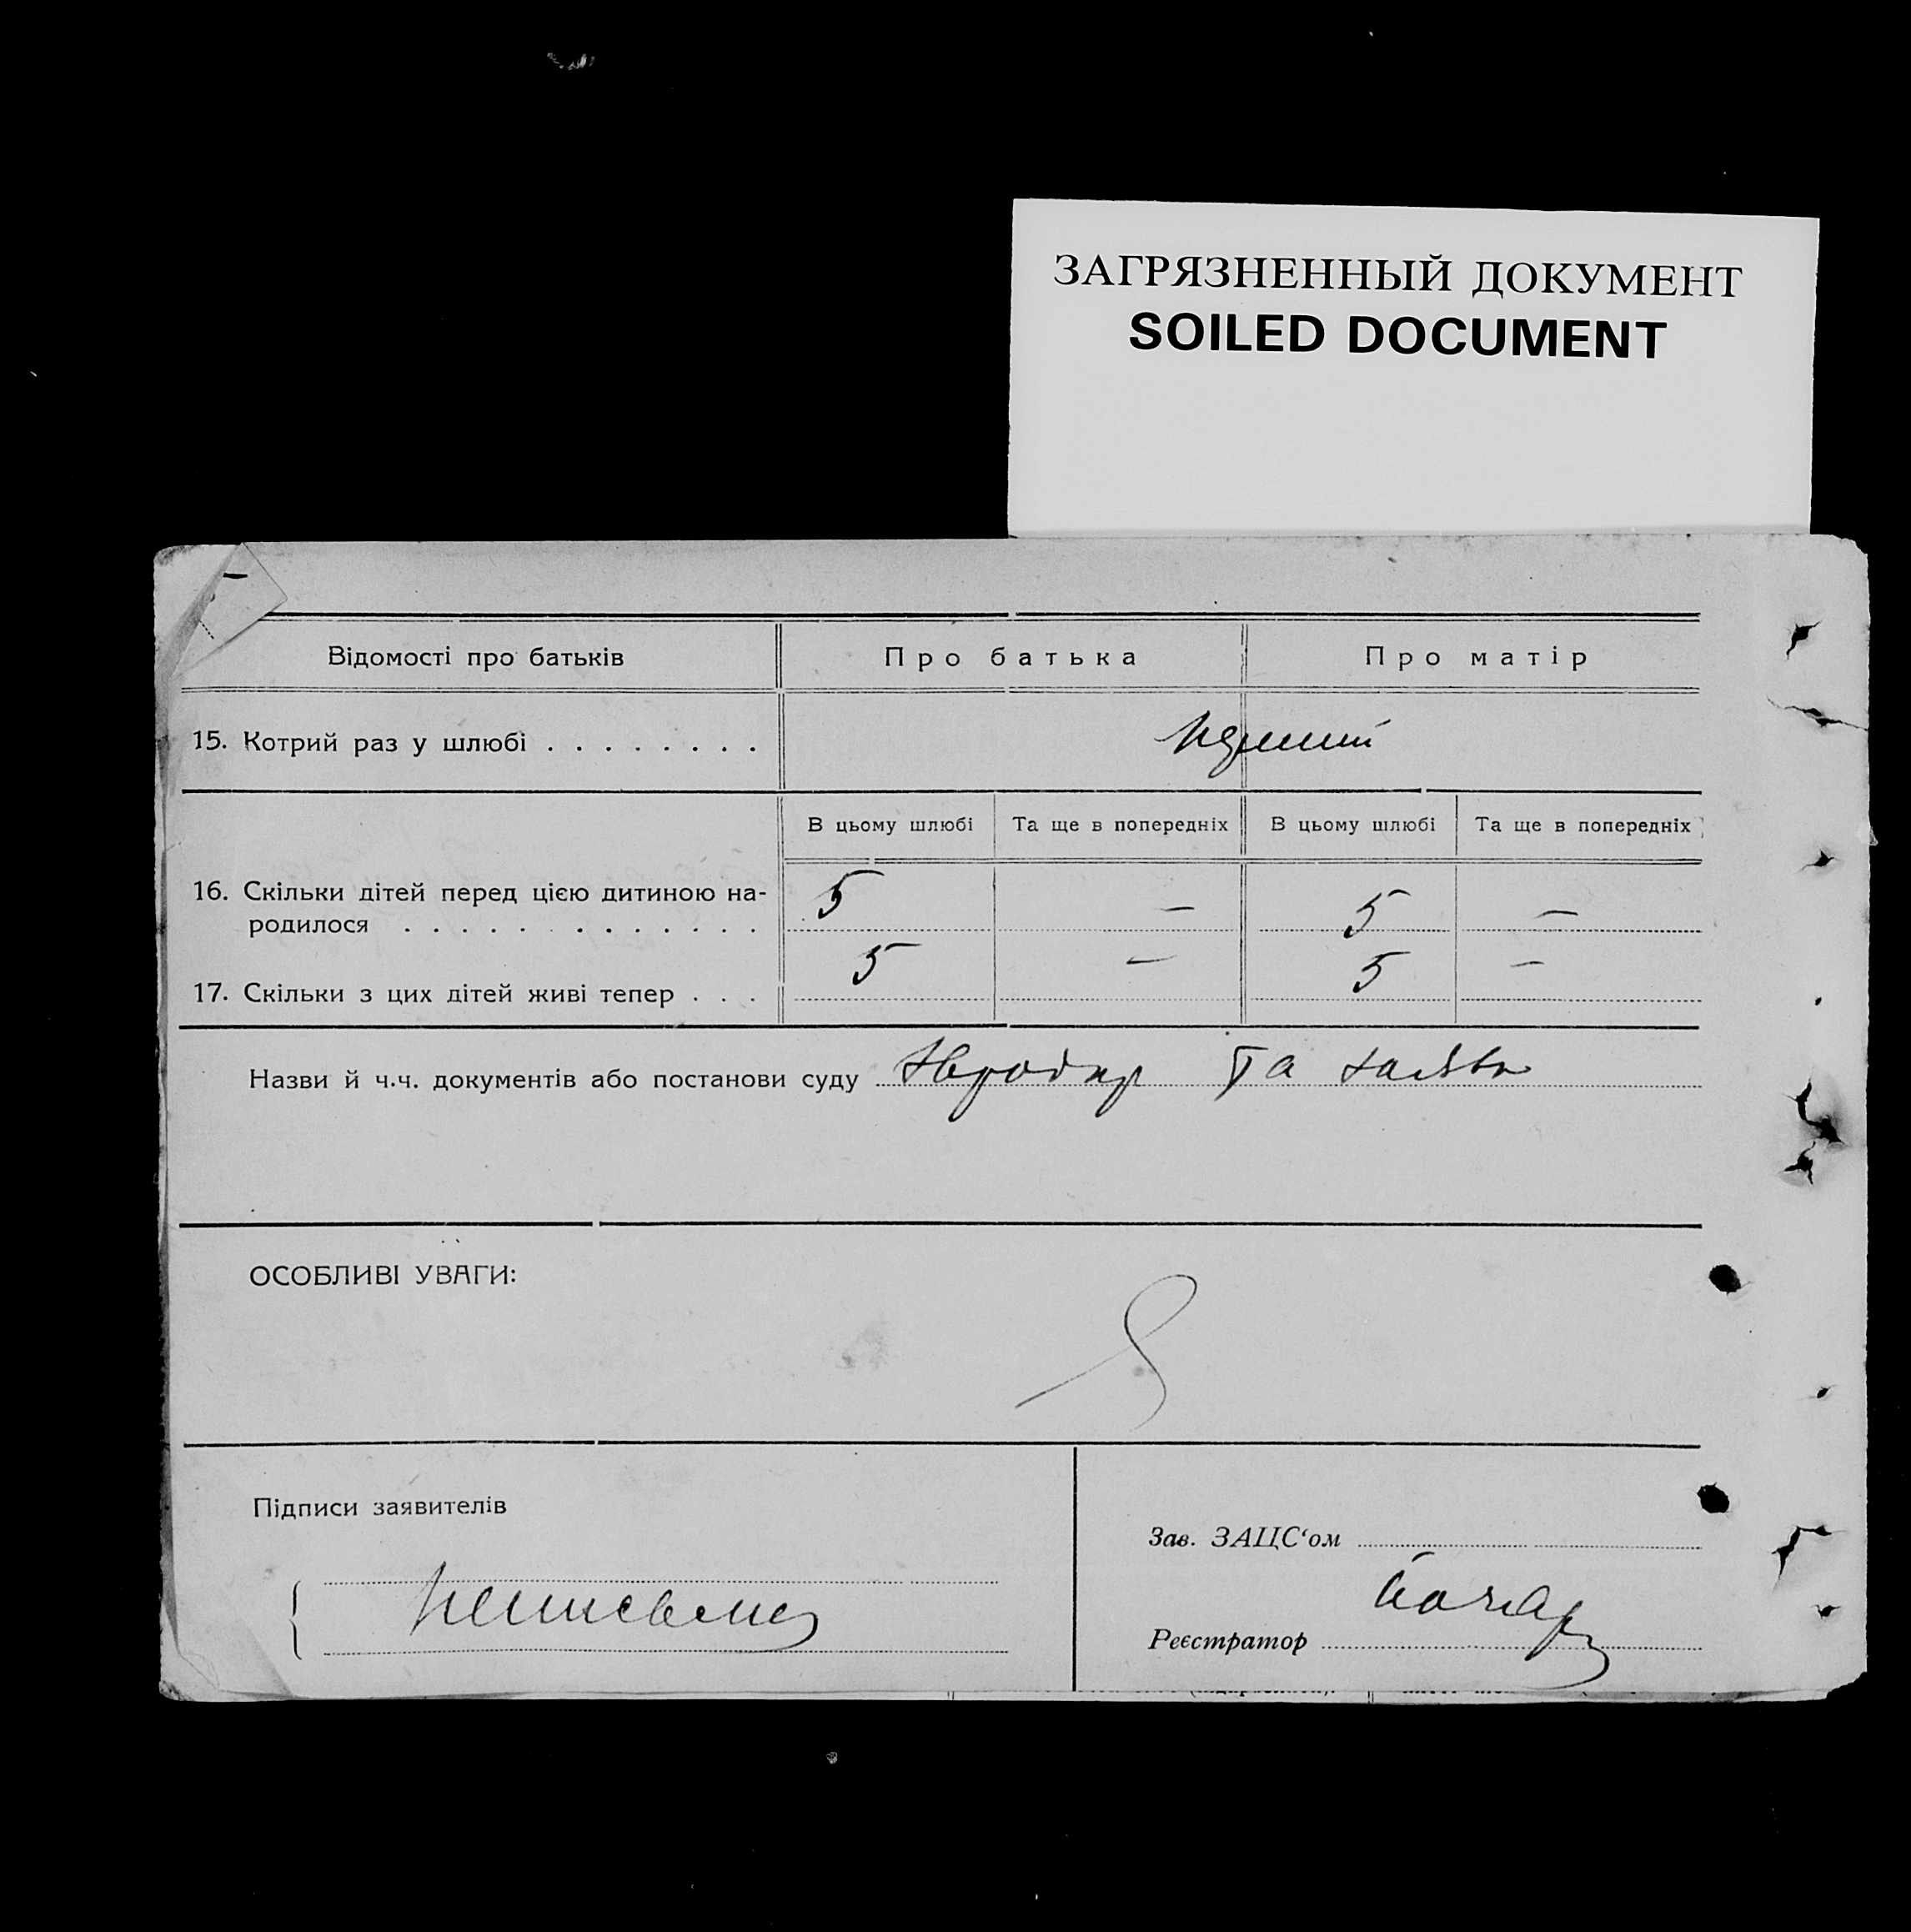 ЗАГРЯЗНЕННЫЙ ДОКУМЕНТ
SOILED DOCUMENT
Відомості про батьків Про батька Про матір
15. Котрий раз у шлюбі . . . . . . . . перший
В цьому шлюбі Та ще в попередніх В цьому шлюбі Та ще в попередніх
16. Скільки дітей перед цією дитиною на-
родилося . . . . . . . . . . . . . 5 — 5 —
17. Скільки з цих дітей живі тепер . . . 5 — 5 —
Назви й ч.ч. документів або постанови суду та
ОСОБЛИВІ УВАГИ:
Підписи заявителів
Зав. ЗАЦС‘ом
Реєстратор